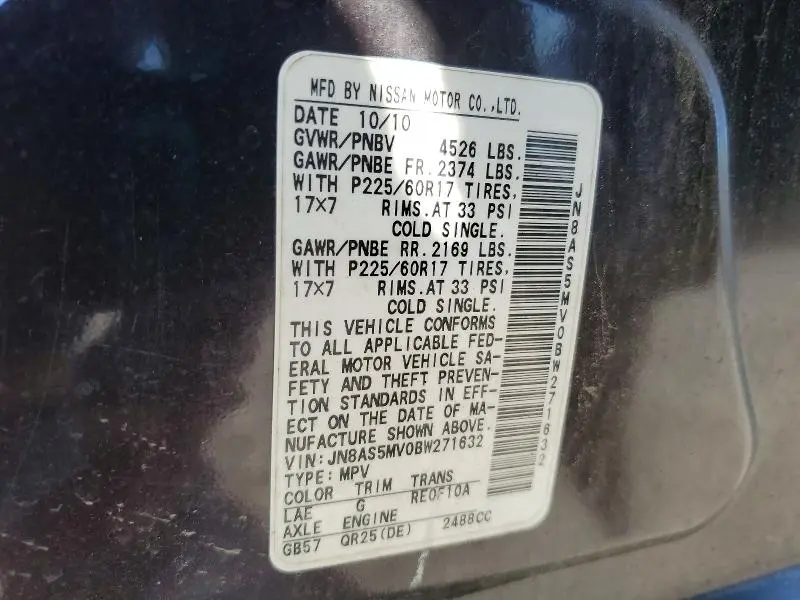 MFD BY NISSAN MOTOR CO.,LTD.
DATE 10/10
GVWR/PNBV 4526 LBS.
GAWR/PNBE FR. 2374 LBS.
WITH P225/60R17 TIRES,
17X7 RIMS.AT 33 PSI
COLD SINGLE.
GAWR/PNBE RR. 2169 LBS.
WITH P225/60R17 TIRES,
17X7 RIMS.AT 33 PSI
COLD SINGLE.
THIS VEHICLE CONFORMS
TO ALL APPLICABLE FED-
ERAL MOTOR VEHICLE SA-
FETY AND THEFT PREVEN-
TION STANDARDS IN EFF-
ECT ON THE DATE OF MA-
NUFACTURE SHOWN ABOVE.
VIN:JN8AS5MV0BW271632
TYPE: MPV
COLOR TRIM TRANS
LAE G RE0F10A
AXLE ENGINE
GB57 QR25(DE) 2488CC
JN8AS5MV0BW271632